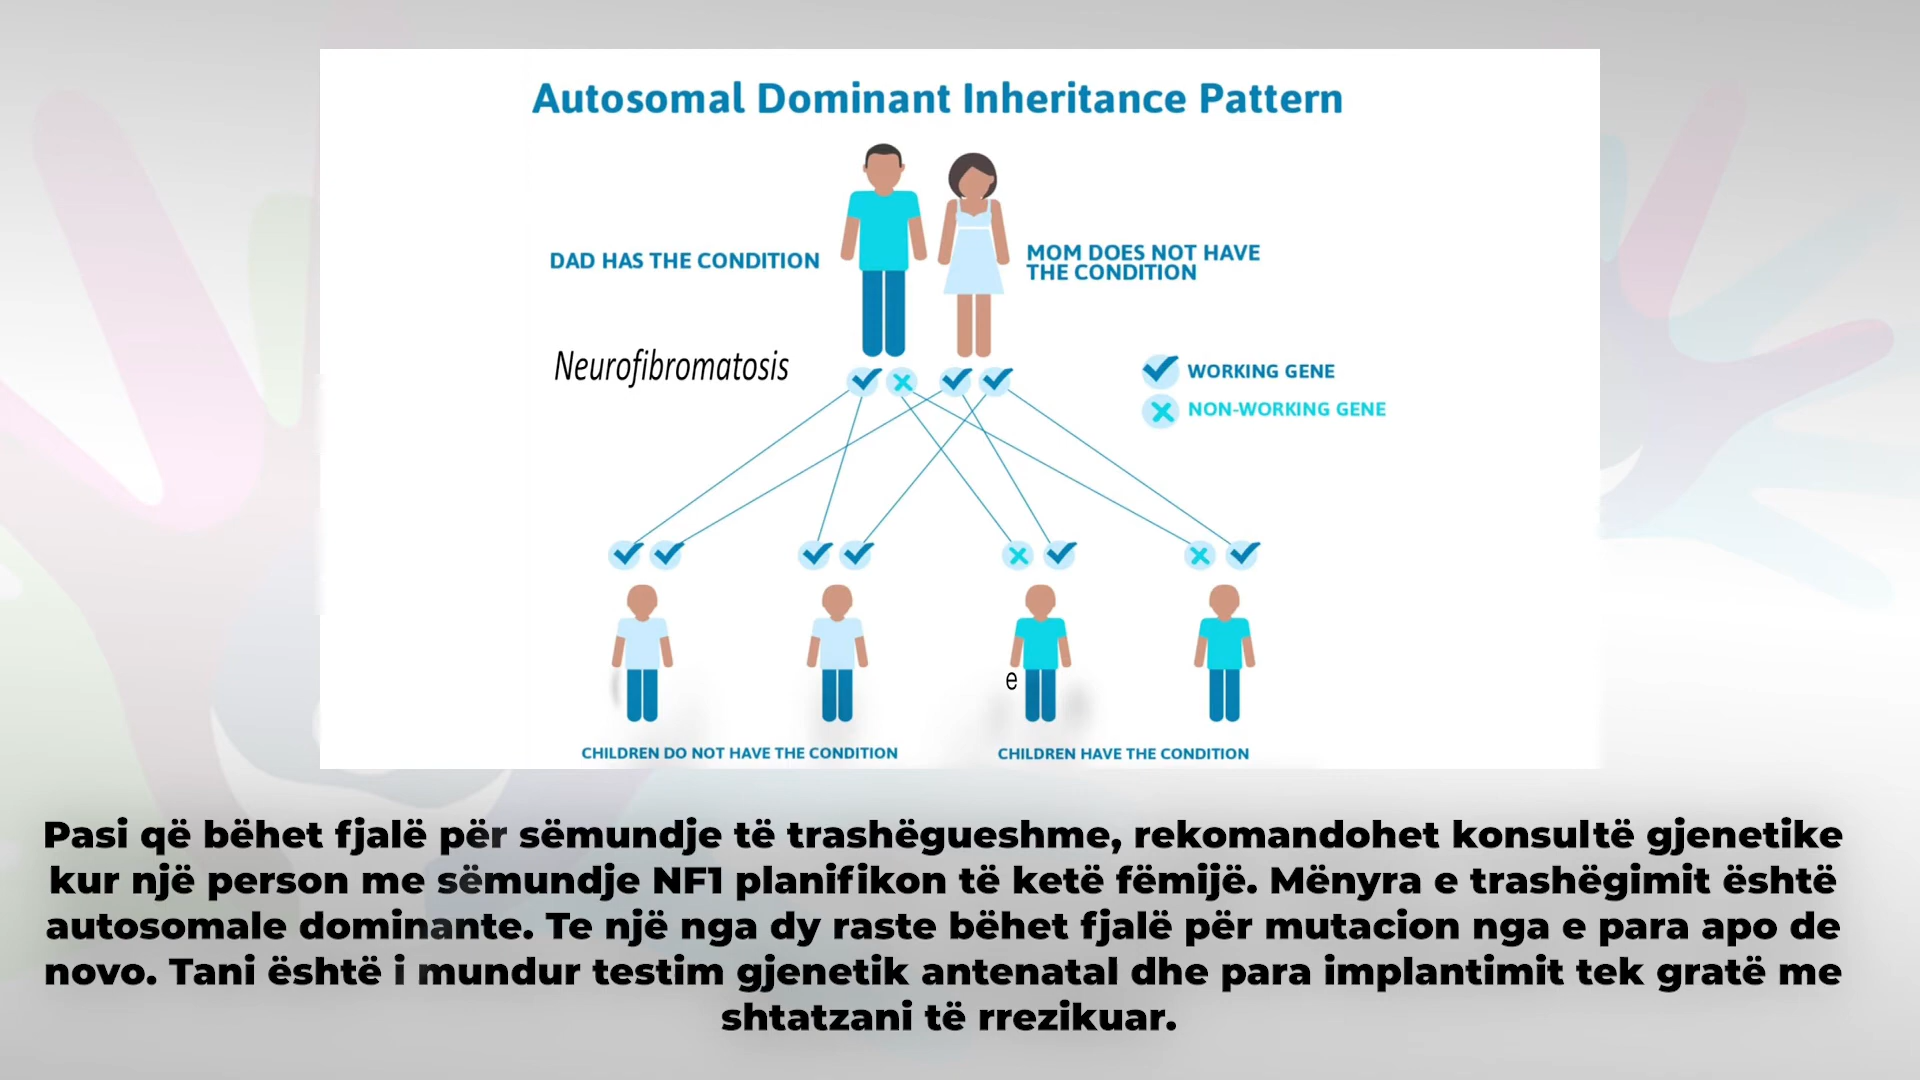 Autosomal Dominant Inheritance Pattern
DAD HAS THE CONDITION
MOM DOES NOT HAVE
THE CONDITION
Neurofibromatosis
WORKING GENE
NON-WORKING GENE
e
CHILDREN DO NOT HAVE THE CONDITION
CHILDREN HAVE THE CONDITION
Pasi që bëhet fjalë për sëmundje të trashëgueshme, rekomandohet konsultë gjenetike
kur një person me sëmundje NF1 planifikon të ketë fëmijë. Mënyra e trashëgimit është
autosomale dominante. Te një nga dy raste bëhet fjalë për mutacion nga e para apo de
novo. Tani është i mundur testim gjenetik antenatal dhe para implantimit tek gratë me
shtatzani të rrezikuar.